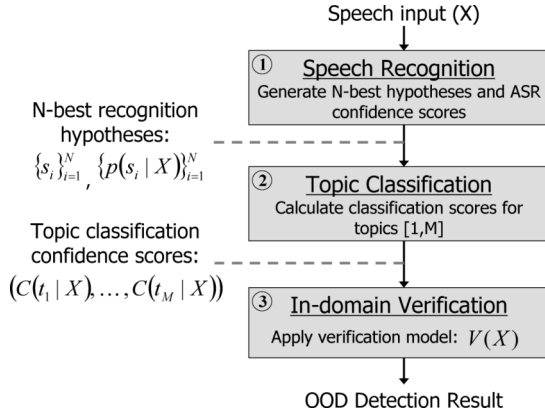 Speech input (X)
① Speech Recognition
Generate N-best hypotheses and ASR
confidence scores
N-best recognition
hypotheses:
{s_i}_{i=1}^N , {p(s_i | X)}_{i=1}^N
② Topic Classification
Calculate classification scores for
topics [1,M]
Topic classification
confidence scores:
(C(t_1 | X), ..., C(t_M | X))
③ In-domain Verification
Apply verification model: V(X)
OOD Detection Result